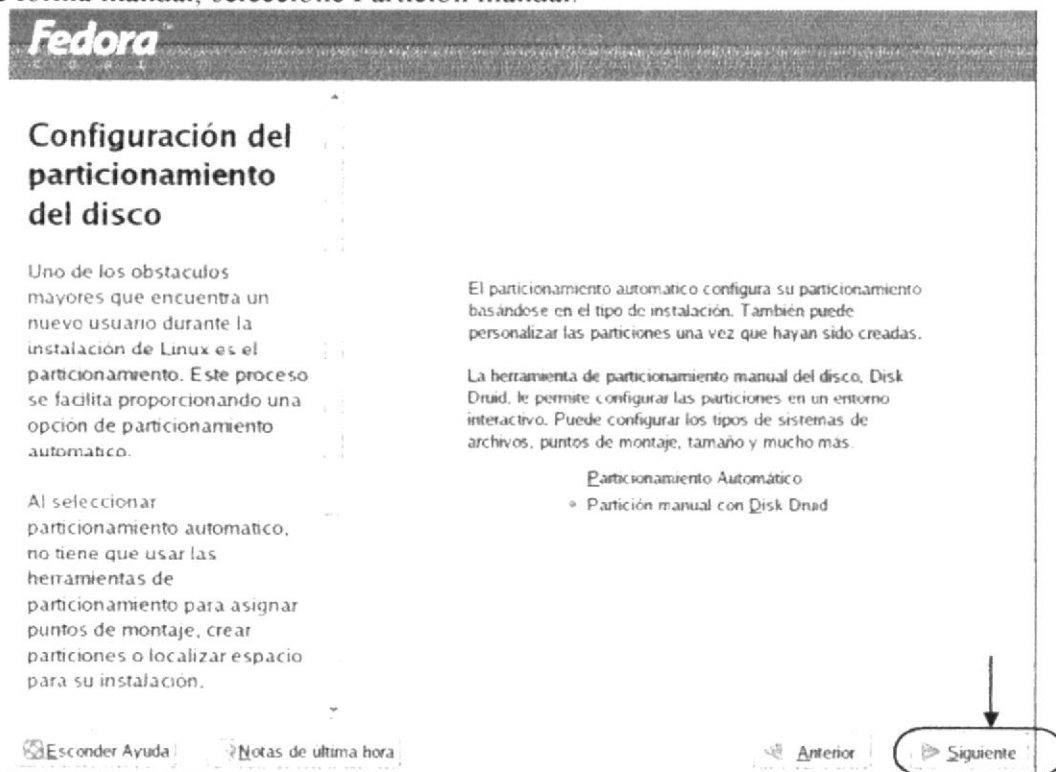 forma manual, seleccione Partición manual.
Fedora
C O R E
Configuración del
particionamiento
del disco
Uno de los obstaculos
mayores que encuentra un
nuevo usuario durante la
instalación de Linux es el
particionamiento. Este proceso
se facilita proporcionando una
opción de particionamiento
automatico.
Al seleccionar
particionamiento automatico,
no tiene que usar las
herramientas de
particionamiento para asignar
puntos de montaje, crear
particiones o localizar espacio
para su instalación.
El particionamiento automatico configura su particionamiento
basándose en el tipo de instalación. También puede
personalizar las particiones una vez que hayan sido creadas.
La herramienta de particionamiento manual del disco, Disk
Druid, le permite configurar las particiones en un entorno
interactivo. Puede configurar los tipos de sistemas de
archivos, puntos de montaje, tamaño y mucho más.
Particionamiento Automático
Partición manual con Disk Druid
Esconder Ayuda
Notas de última hora
Anterior
Siguiente